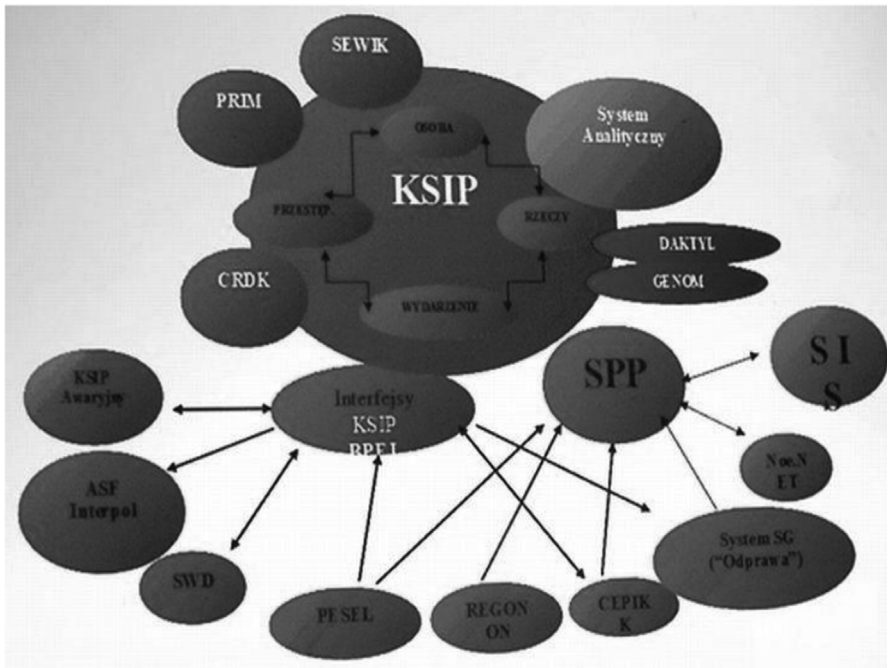 SEWIK
PRIM
System
Analityczny
OSOBA
KSIP
PRZESTĘP.
RZECZY
DAKTYL
GENOM
CRDK
WYDARZENIE
SPP
S I
S
KSIP
Awaryjny
Interfejsy
KSIP
Noe.N
ET
ASF
Interpol
System SG
("Odprawa")
SWD
PESEL
REGON
ON
CEPIK
K